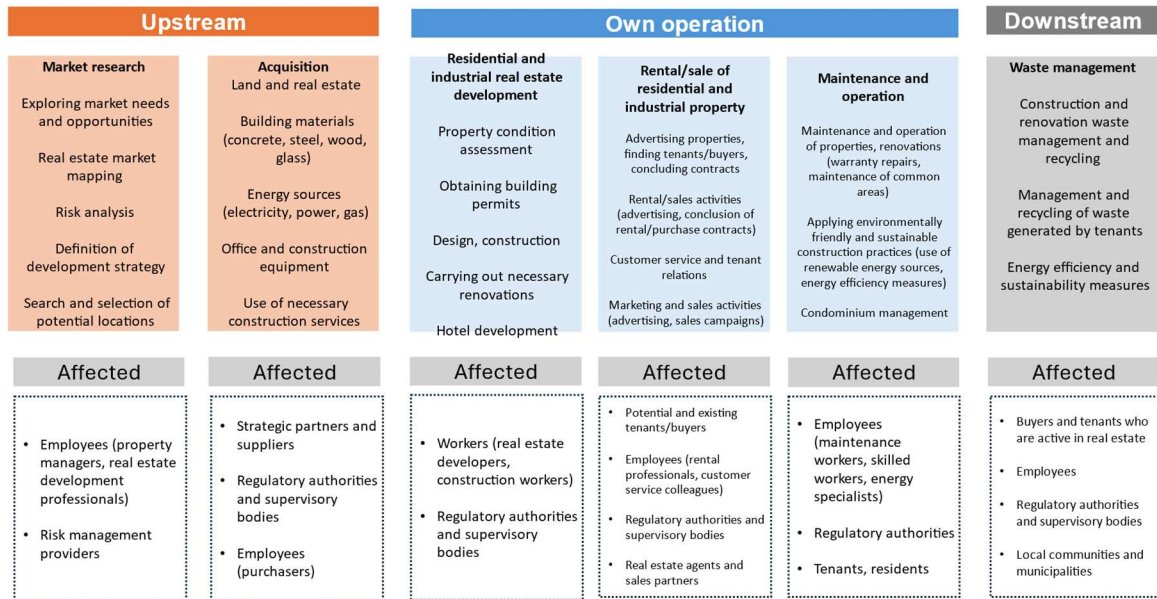 Upstream
Own operation
Downstream
Market research
Exploring market needs
and opportunities
Real estate market
mapping
Risk analysis
Definition of
development strategy
Search and selection of
potential locations
Acquisition
Land and real estate
Building materials
(concrete, steel, wood,
glass)
Energy sources
(electricity, power, gas)
Office and construction
equipment
Use of necessary
construction services
Residential and
industrial real estate
development
Property condition
assessment
Obtaining building
permits
Design, construction
Carrying out necessary
renovations
Hotel development
Rental/sale of
residential and
industrial property
Advertising properties,
finding tenants/buyers,
concluding contracts
Rental/sales activities
(advertising, conclusion of
rental/purchase contracts)
Customer service and tenant
relations
Marketing and sales activities
(advertising, sales campaigns)
Maintenance and
operation
Maintenance and operation
of properties, renovations
(warranty repairs,
maintenance of common
areas)
Applying environmentally
friendly and sustainable
construction practices (use of
renewable energy sources,
energy efficiency measures)
Condominium management
Waste management
Construction and
renovation waste
management and
recycling
Management and
recycling of waste
generated by tenants
Energy efficiency and
sustainability measures
Affected
Affected
Affected
Affected
Affected
Affected
• Employees (property
managers, real estate
development
professionals)
• Risk management
providers
• Strategic partners and
suppliers
• Regulatory authorities
and supervisory
bodies
• Employees
(purchasers)
• Workers (real estate
developers,
construction workers)
• Regulatory authorities
and supervisory
bodies
• Potential and existing
tenants/buyers
• Employees (rental
professionals, customer
service colleagues)
• Regulatory authorities and
supervisory bodies
• Real estate agents and
sales partners
• Employees
(maintenance
workers, skilled
workers, energy
specialists)
• Regulatory authorities
• Tenants, residents
• Buyers and tenants who
are active in real estate
• Employees
• Regulatory authorities
and supervisory bodies
• Local communities and
municipalities